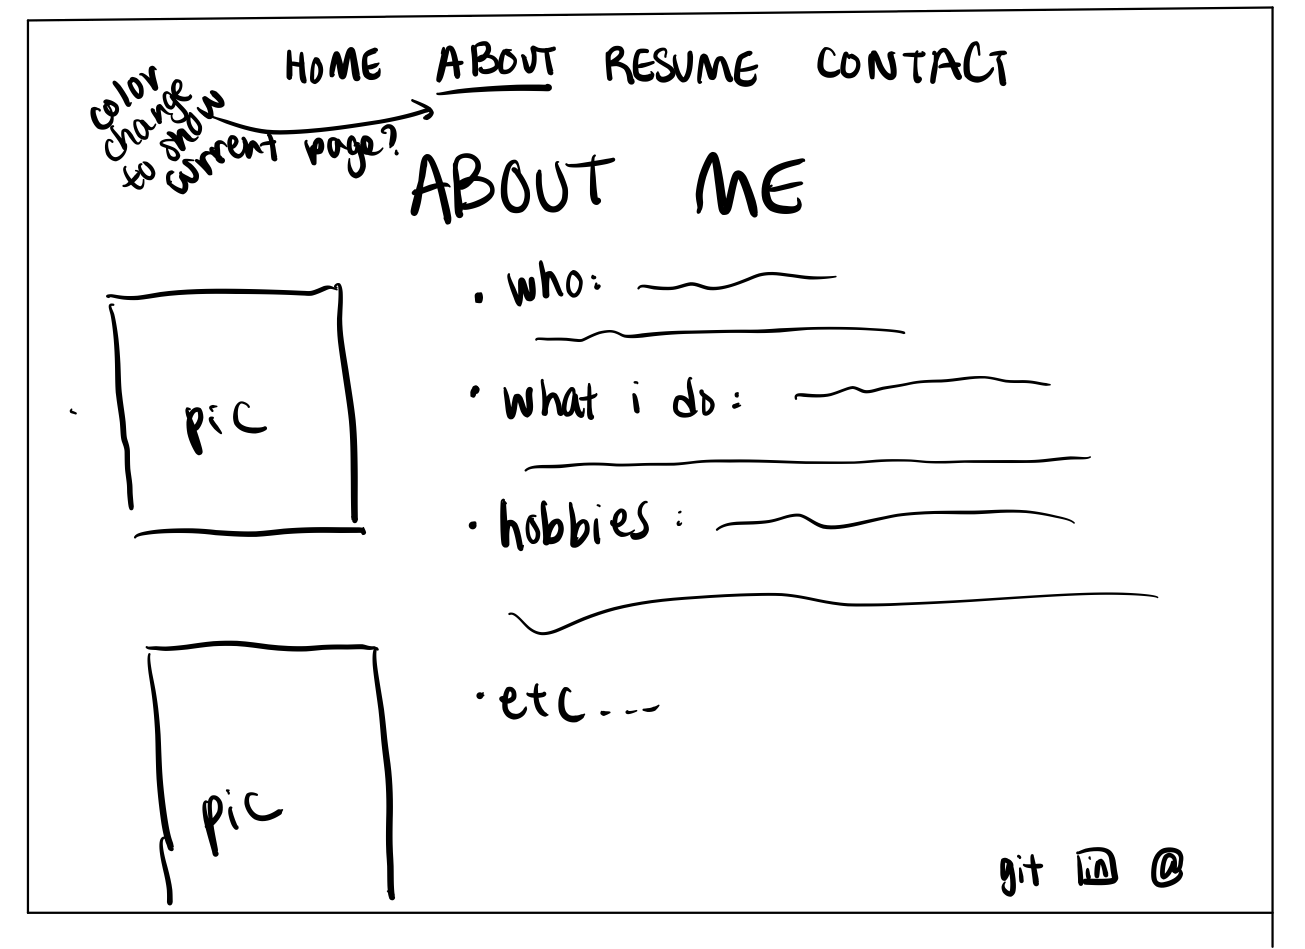 HOME ABOUT RESUME CONTACT
color
change
to show
current page?
ABOUT ME
• who:
• what i do:
pic
• hobbies:
• etc...
pic
git in @